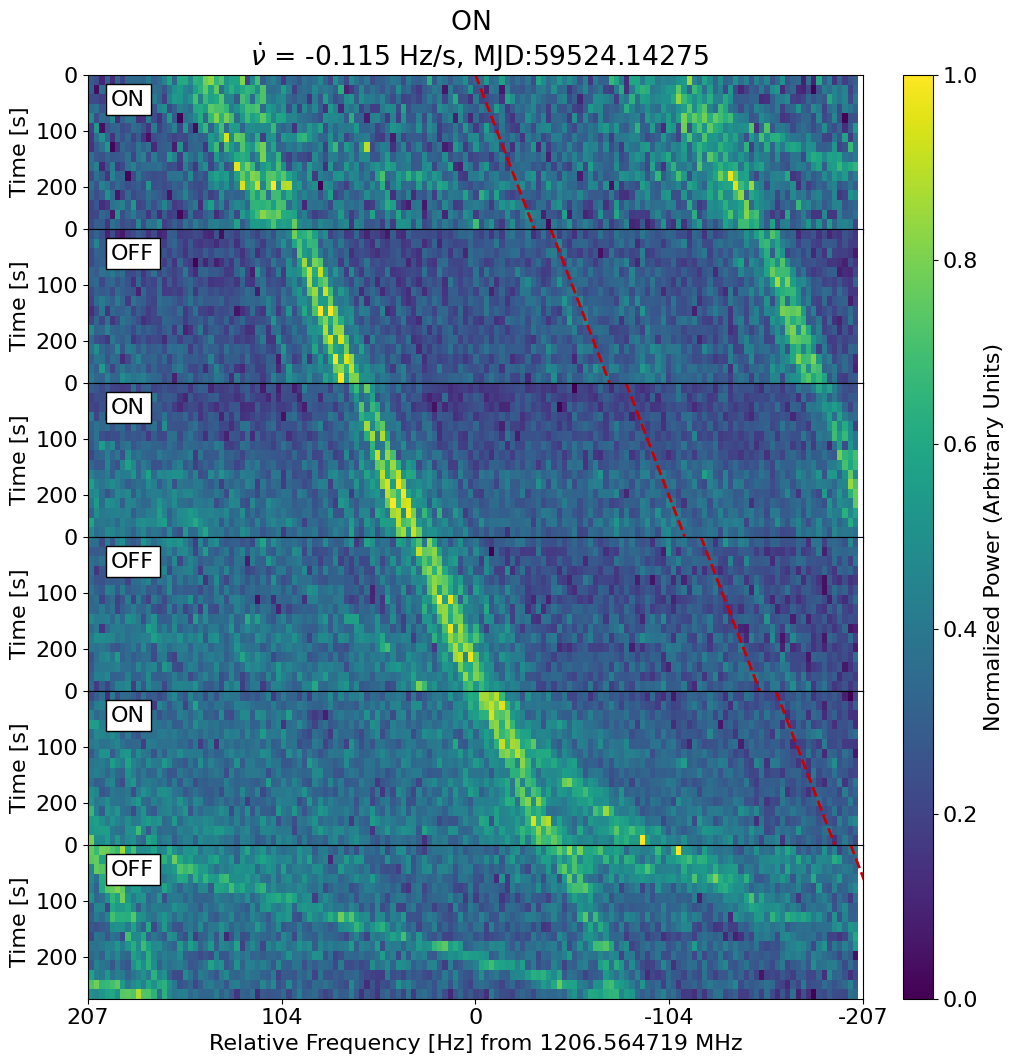 ON
ν̇ = -0.115 Hz/s, MJD:59524.14275
0
100
200
Time [s]
ON
0
100
200
Time [s]
OFF
0
100
200
Time [s]
ON
0
100
200
Time [s]
OFF
0
100
200
Time [s]
ON
0
100
200
Time [s]
OFF
207
104
0
-104
-207
Relative Frequency [Hz] from 1206.564719 MHz
1.0
0.8
0.6
0.4
0.2
0.0
Normalized Power (Arbitrary Units)